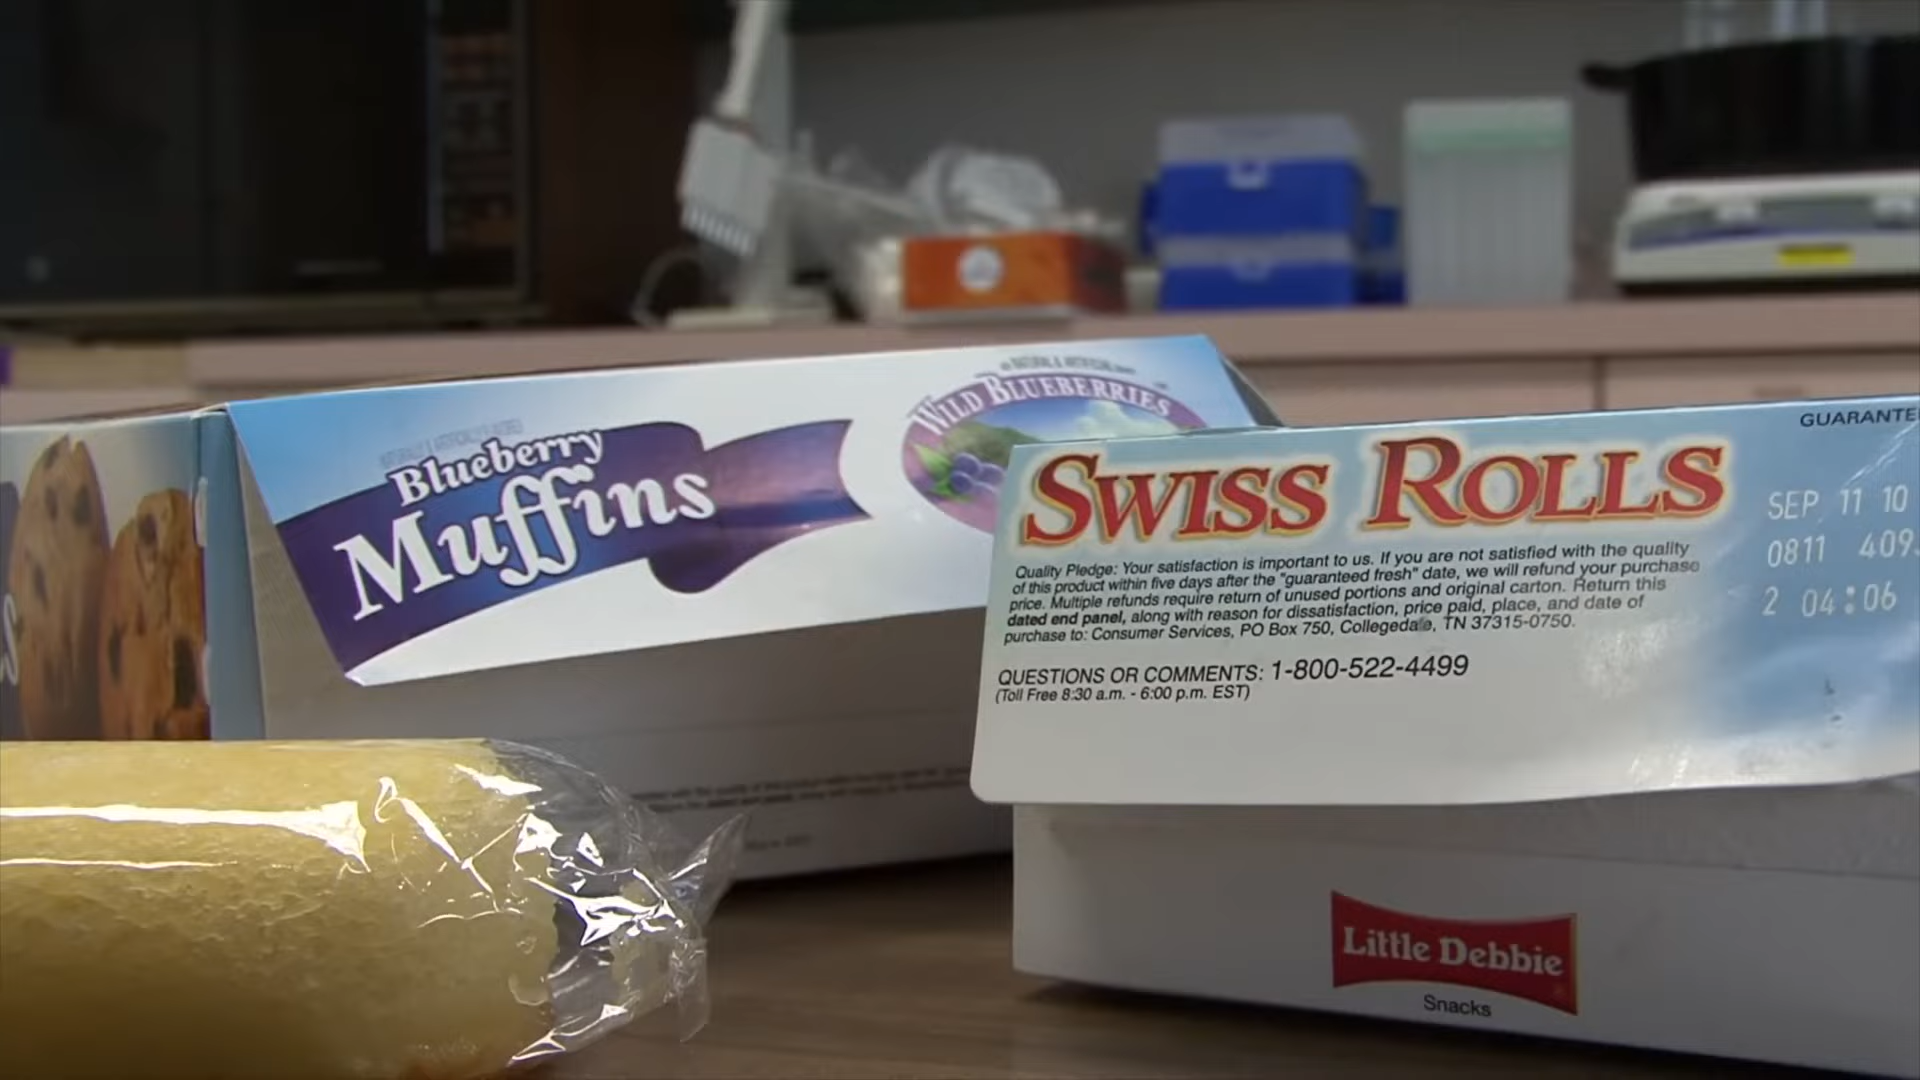 Blueberry
Muffins
WILD BLUEBERRIES
SWISS ROLLS
Quality Pledge: Your satisfaction is important to us. If you are not satisfied with the quality
of this product within five days after the "guaranteed fresh" date, we will refund your purchase
price. Multiple refunds require return of unused portions and original carton. Return this
dated end panel, along with reason for dissatisfaction, price paid, place, and date of
purchase to: Consumer Services, PO Box 750, Collegedale, TN 37315-0750.
QUESTIONS OR COMMENTS: 1-800-522-4499
(Toll Free 8:30 a.m. - 6:00 p.m. EST)
GUARANTE
SEP 11 10
0811 409
2 04:06
Little Debbie
Snacks